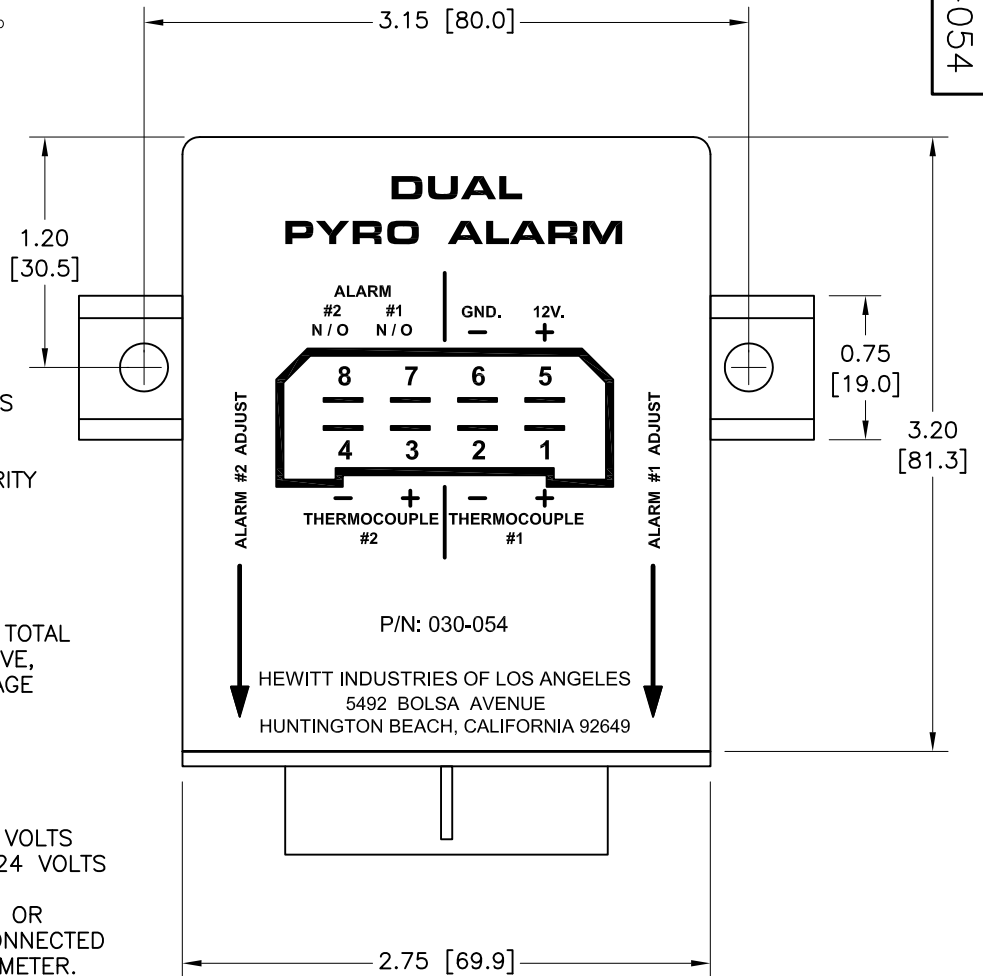 3.15 [80.0]
-054
DUAL
PYRO ALARM
1.20
[30.5]
ALARM
#2 #1
N / O N / O
GND. 12V.
− +
8 7 6 5
4 3 2 1
− + − +
THERMOCOUPLE
#2
THERMOCOUPLE
#1
ALARM #2 ADJUST
ALARM #1 ADJUST
0.75
[19.0]
3.20
[81.3]
P/N: 030-054
HEWITT INDUSTRIES OF LOS ANGELES
5492 BOLSA AVENUE
HUNTINGTON BEACH, CALIFORNIA 92649
S
RITY
TOTAL
VE,
AGE
VOLTS
24 VOLTS
OR
ONNECTED
METER.
2.75 [69.9]